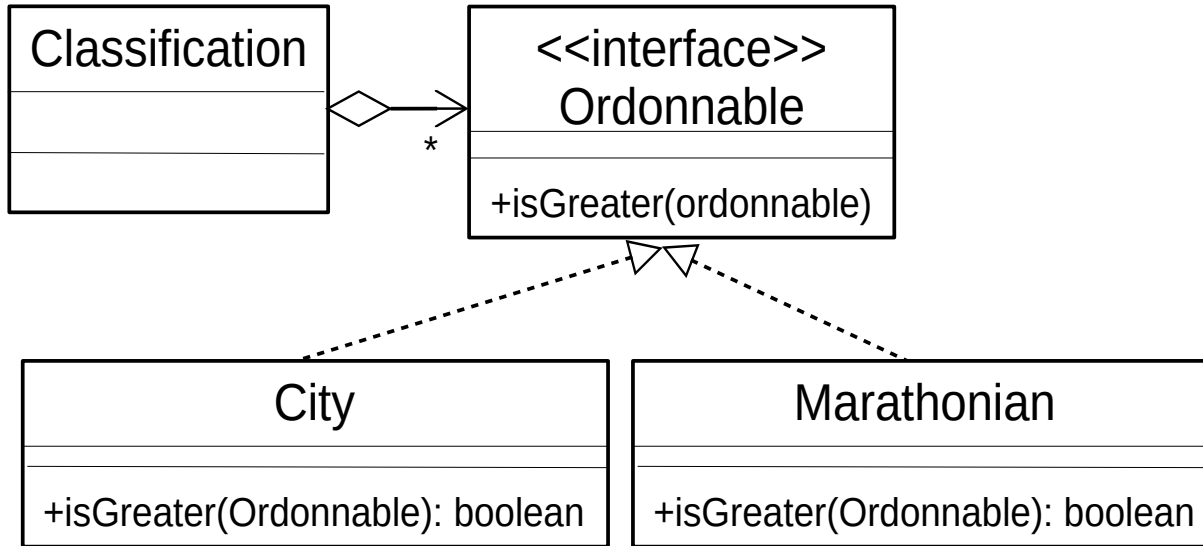 Classification
<<interface>>
Ordonnable
*
+isGreater(ordonnable)
City
+isGreater(Ordonnable): boolean
Marathonian
+isGreater(Ordonnable): boolean